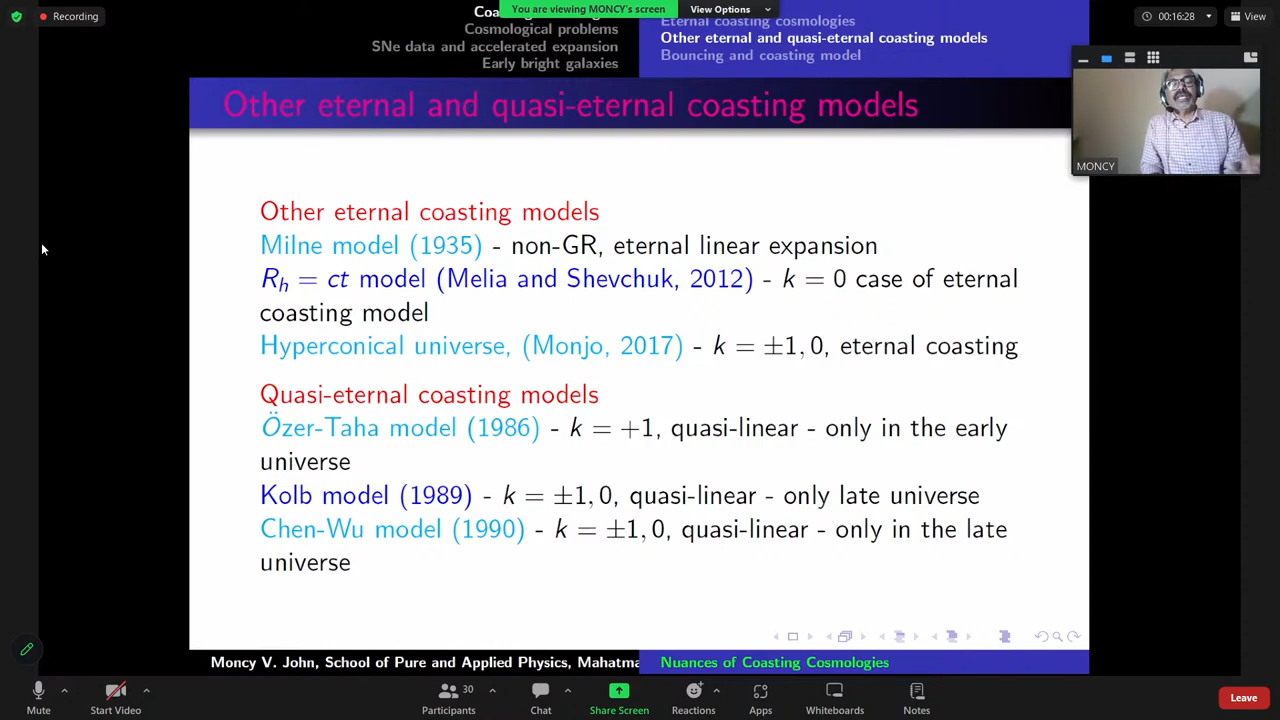 Recording
You are viewing MONCY's screen
View Options
00:16:28
View
Cosmological problems
SNe data and accelerated expansion
Early bright galaxies
Eternal coasting cosmologies
Other eternal and quasi-eternal coasting models
Bouncing and coasting model
Other eternal and quasi-eternal coasting models
MONCY
Other eternal coasting models
Milne model (1935) - non-GR, eternal linear expansion
R_h = ct model (Melia and Shevchuk, 2012) - k = 0 case of eternal
coasting model
Hyperconical universe, (Monjo, 2017) - k = ±1, 0, eternal coasting
Quasi-eternal coasting models
Özer-Taha model (1986) - k = +1, quasi-linear - only in the early
universe
Kolb model (1989) - k = ±1, 0, quasi-linear - only late universe
Chen-Wu model (1990) - k = ±1, 0, quasi-linear - only in the late
universe
Moncy V. John, School of Pure and Applied Physics, Mahatma
Nuances of Coasting Cosmologies
Mute
Start Video
30
Participants
Chat
Share Screen
Reactions
Apps
Whiteboards
Notes
Leave